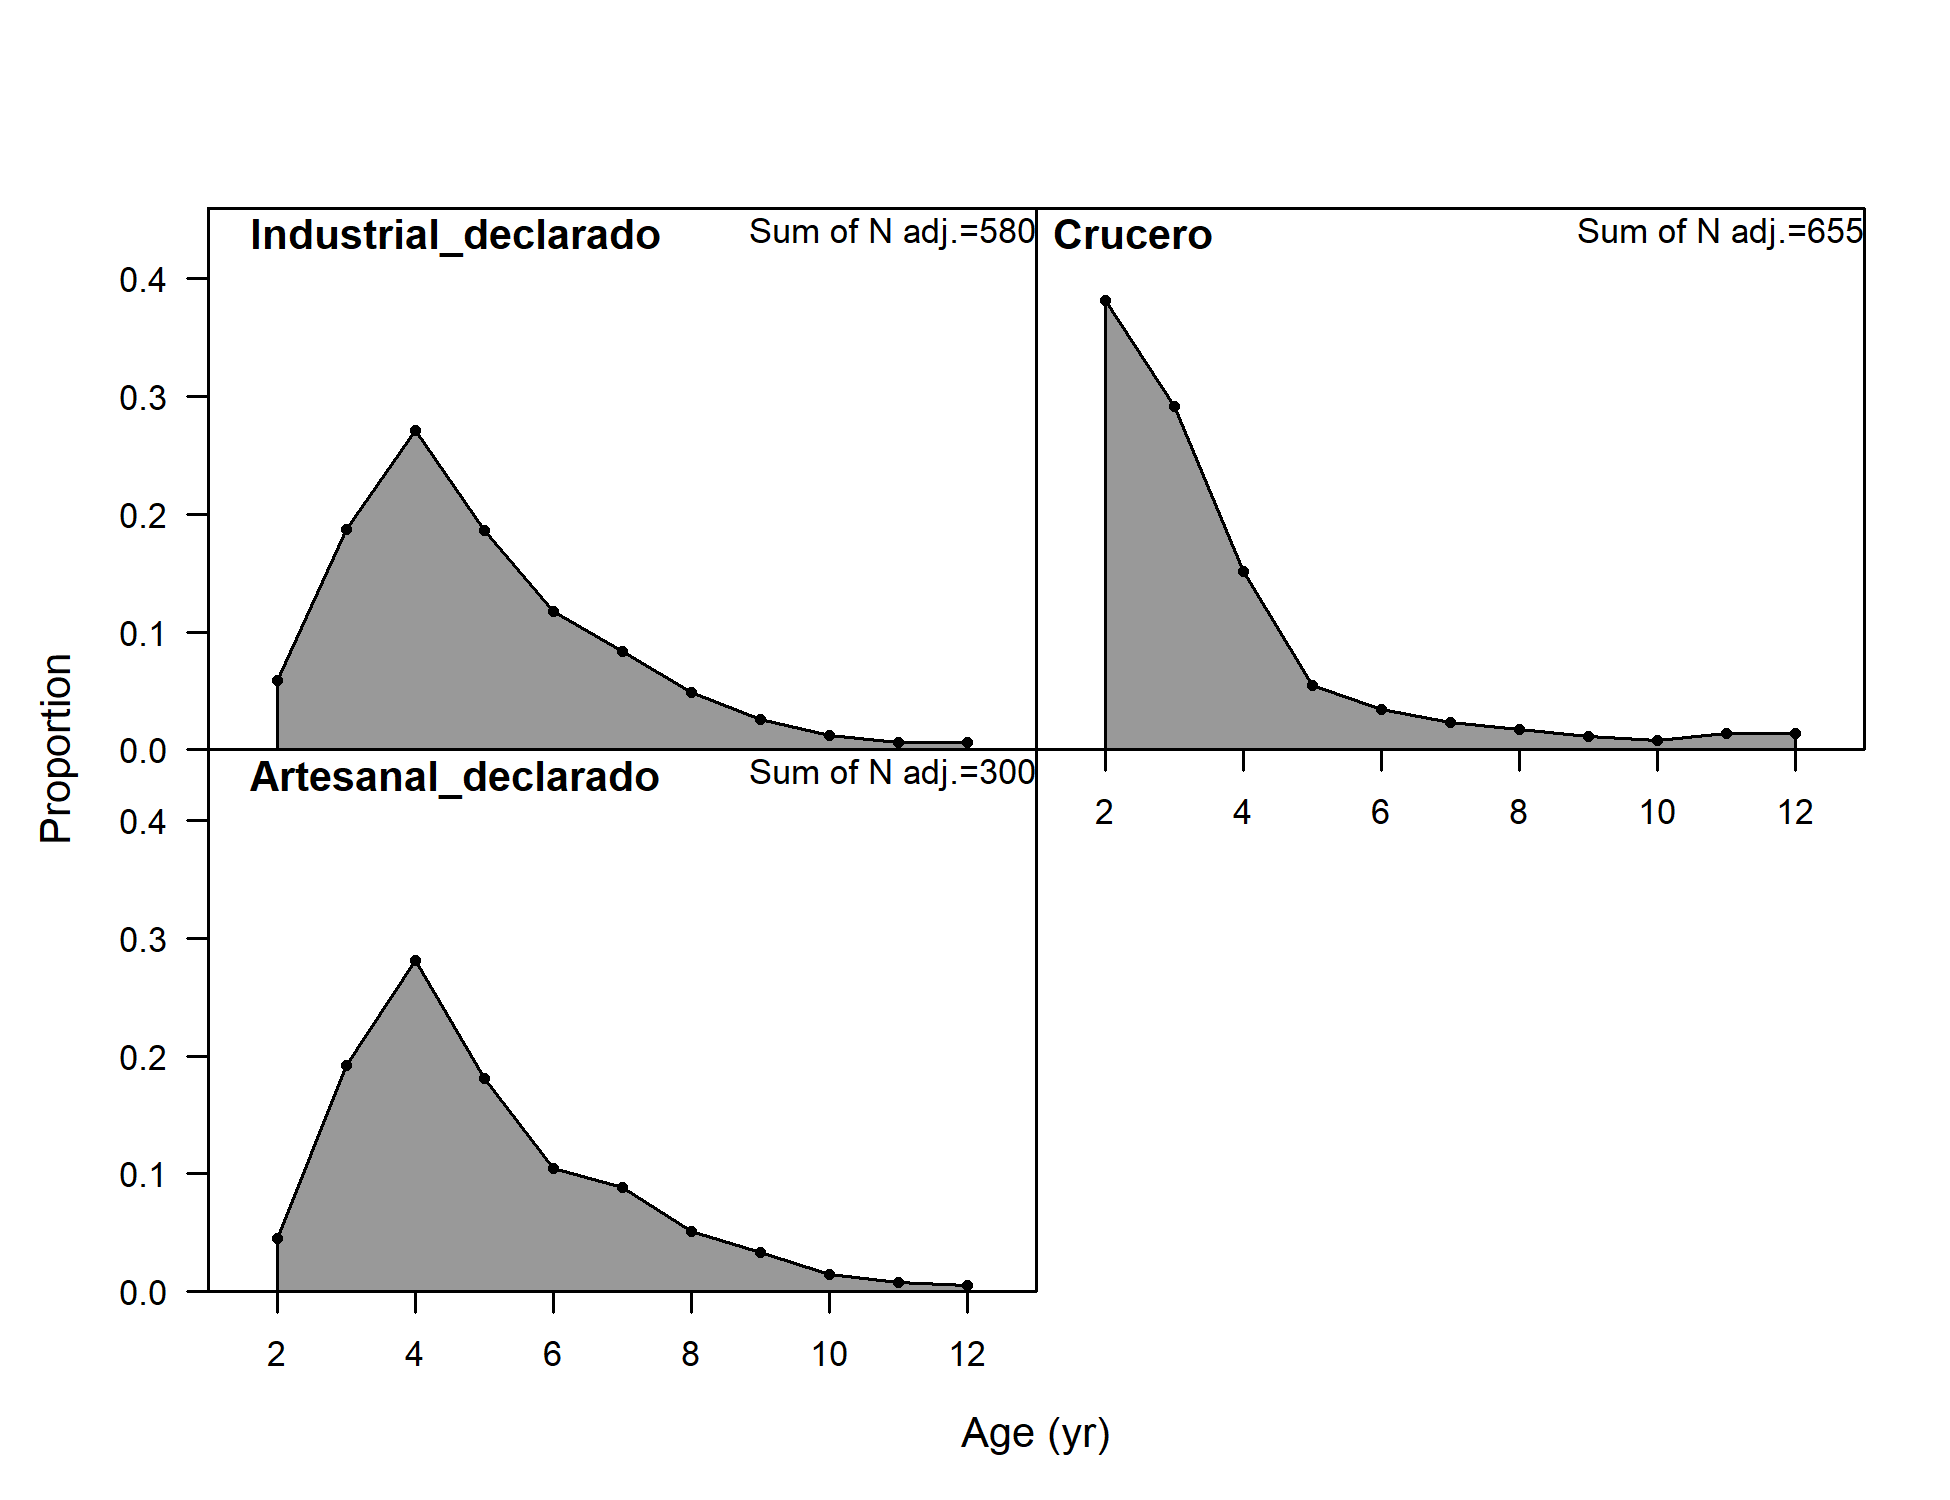 Industrial_declarado
Sum of N adj.=580
Crucero
Sum of N adj.=655
0.4
0.3
0.2
0.1
0.0
2 4 6 8 10 12
Artesanal_declarado
Sum of N adj.=300
0.4
0.3
0.2
0.1
0.0
2 4 6 8 10 12
Proportion
Age (yr)